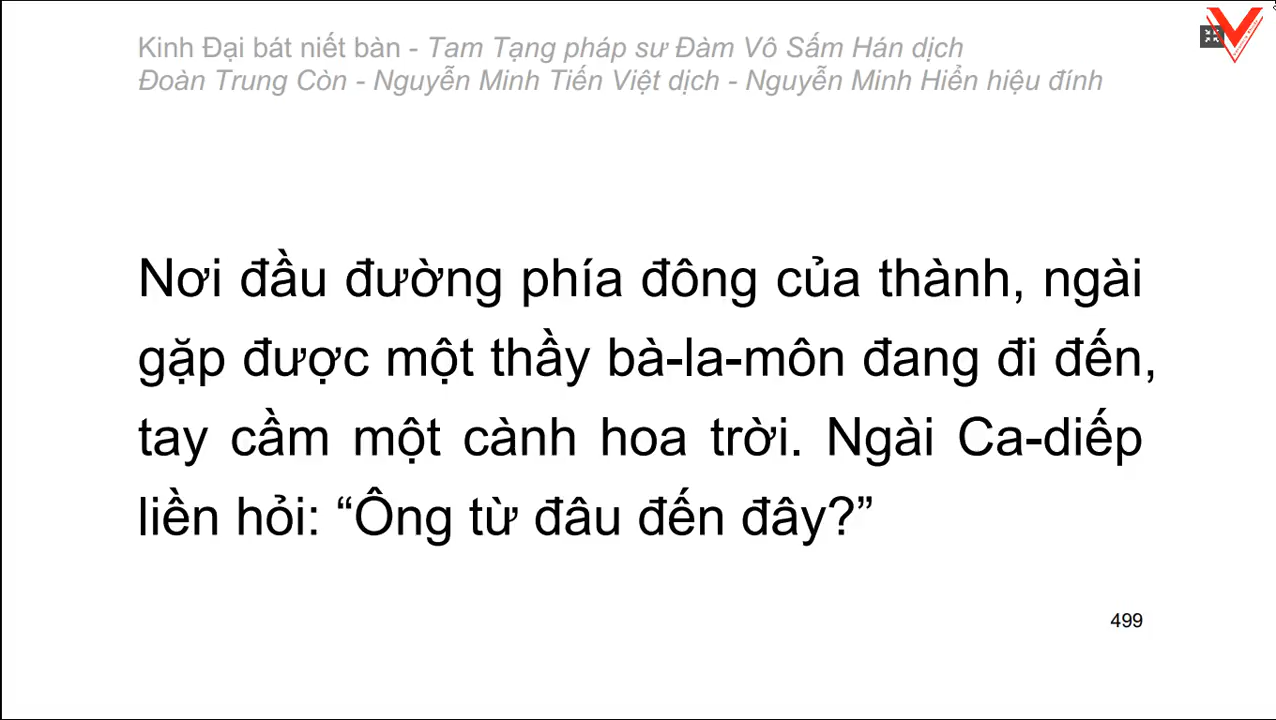 Kinh Đại bát niết bàn - Tam Tạng pháp sư Đàm Vô Sấm Hán dịch
Đoàn Trung Còn - Nguyễn Minh Tiến Việt dịch - Nguyễn Minh Hiển hiệu đính
Nơi đầu đường phía đông của thành, ngài
gặp được một thầy bà-la-môn đang đi đến,
tay cầm một cành hoa trời. Ngài Ca-diếp
liền hỏi: “Ông từ đâu đến đây?”
499